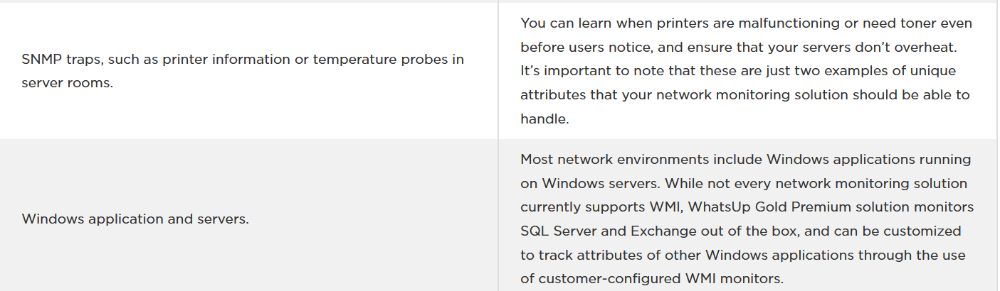 SNMP traps, such as printer information or temperature probes in
server rooms.
You can learn when printers are malfunctioning or need toner even
before users notice, and ensure that your servers don’t overheat.
It’s important to note that these are just two examples of unique
attributes that your network monitoring solution should be able to
handle.
Windows application and servers.
Most network environments include Windows applications running
on Windows servers. While not every network monitoring solution
currently supports WMI, WhatsUp Gold Premium solution monitors
SQL Server and Exchange out of the box, and can be customized
to track attributes of other Windows applications through the use
of customer-configured WMI monitors.